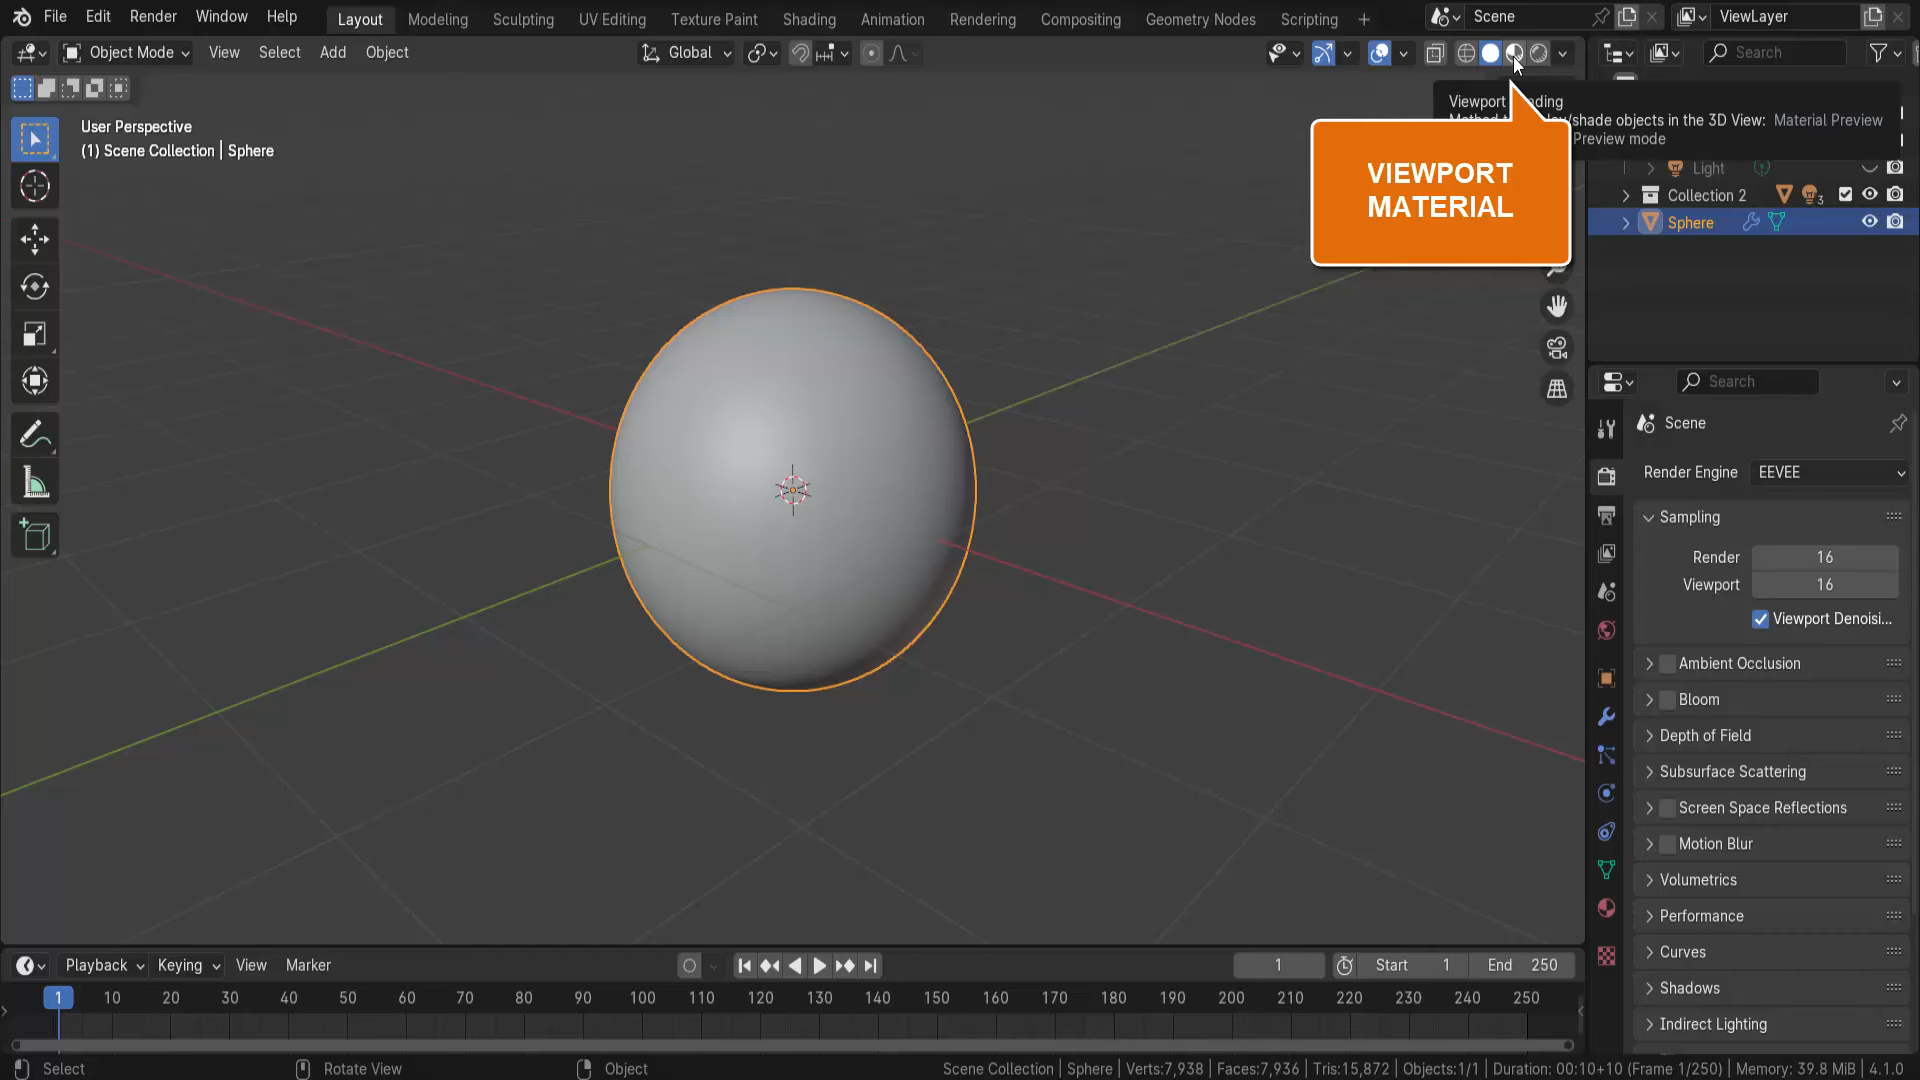 File Edit Render Window Help Layout Modeling Sculpting UV Editing Texture Paint Shading Animation Rendering Compositing Geometry Nodes Scripting + Scene ViewLayer
Object Mode View Select Add Object Global Search
User Perspective
(1) Scene Collection | Sphere
Viewport
/shade objects in the 3D View: Material Preview
Preview mode
VIEWPORT
MATERIAL
Light
Collection 2 3
Sphere
Search
Scene
Render Engine EEVEE
Sampling
Render 16
Viewport 16
Viewport Denoisi...
Ambient Occlusion
Bloom
Depth of Field
Subsurface Scattering
Screen Space Reflections
Motion Blur
Volumetrics
Performance
Curves
Shadows
Indirect Lighting
Playback Keying View Marker 1 Start 1 End 250
1 10 20 30 40 50 60 70 80 90 100 110 120 130 140 150 160 170 180 190 200 210 220 230 240 250
Select Rotate View Object Scene Collection | Sphere | Verts:7,938 | Faces:7,936 | Tris:15,872 | Objects:1/1 | Duration: 00:10+10 (Frame 1/250) | Memory: 39.8 MiB | 4.1.0